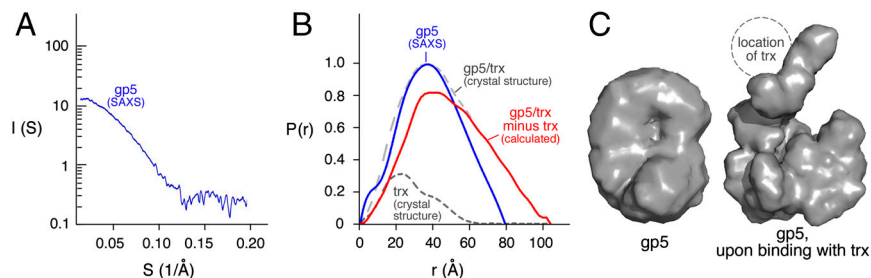 A
I (S)
100
10
1
0.1
gp5
(SAXS)
0.05
0.10
0.15
0.20
S (1/Å)
B
P(r)
1.0
0.8
0.6
0.4
0.2
0
gp5
(SAXS)
gp5/trx
(crystal structure)
gp5/trx
minus trx
(calculated)
trx
(crystal
structure)
0
20
40
60
80
100
r (Å)
C
location
of trx
gp5
gp5,
upon binding with trx